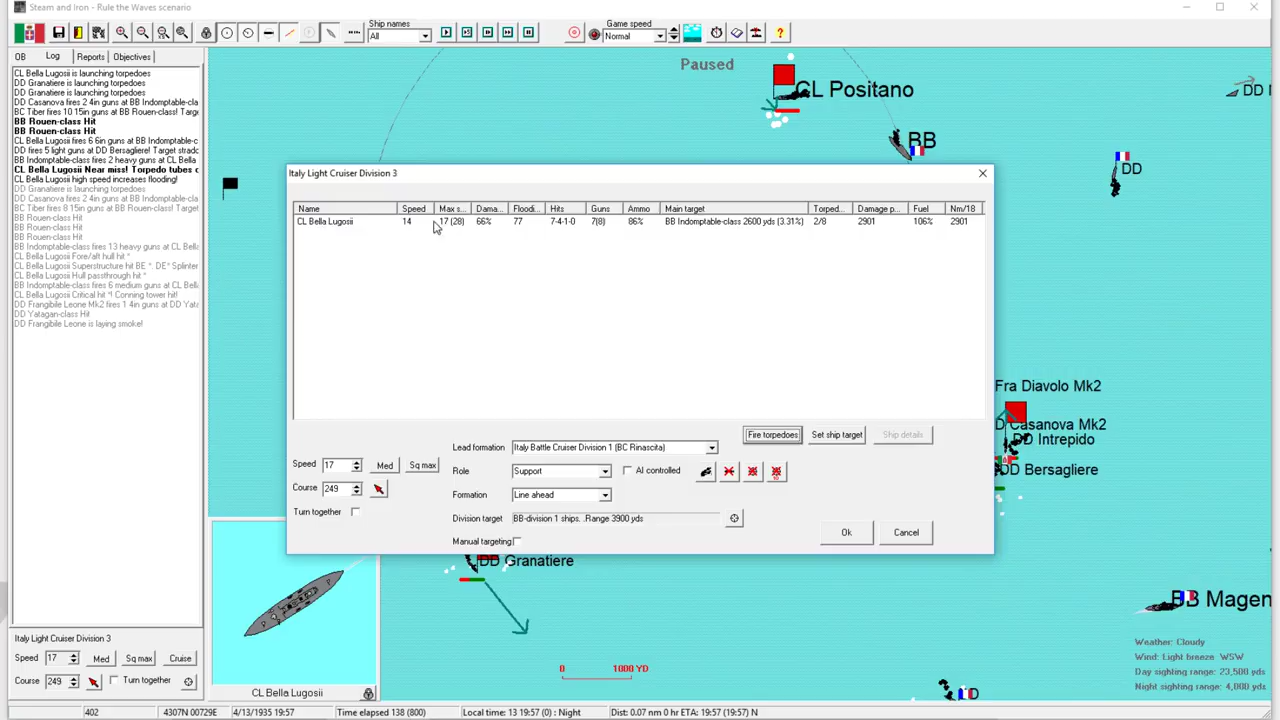 Steam and Iron - Rule the Waves scenario
Ship names
All
Game speed
Normal
OB Log Reports Objectives
CL Bella Lugosii is launching torpedoes
DD Granatiere is launching torpedoes
DD Granatiere is launching torpedoes
DD Casanova fires 2 4in guns at BB Indomptable-cla
BC Tiber fires 10 15in guns at BB Rouen-class! Target
BB Rouen-class Hit
BB Rouen-class Hit
CL Bella Lugosii fires 6 6in guns at BB Indomptable-c
DD fires 5 light guns at DD Bersagliere! Target strado
BB Indomptable-class fires 2 heavy guns at CL Bella
CL Bella Lugosii Near miss! Torpedo tubes
CL Bella Lugosii high speed increases flooding!
DD Granatiere is launching torpedoes
DD Casanova fires 2 4in guns at BB Indomptable-cla
BC Tiber fires 8 15in guns at BB Rouen-class! Target
BB Rouen-class Hit
BB Rouen-class Hit
BB Rouen-class Hit
BB Indomptable-class fires 13 heavy guns at CL Bella
CL Bella Lugosii Fore/aft hull hit *
CL Bella Lugosii Superstructure hit BE *. DE* Splinter
CL Bella Lugosii Hull passthrough hit *
BB Indomptable-class fires 6 medium guns at CL Bella
CL Bella Lugosii Critical hit *! Conning tower hit!
DD Frangibile Leone Mk2 fires 1 4in guns at DD Yata
DD Yatagan-class Hit
DD Frangibile Leone is laying smoke!
Paused
CL Positano
BB
DD
DD
Italy Light Cruiser Division 3
Name Speed Max s... Dama... Floodi... Hits Guns Ammo Main target Torped... Damage p... Fuel Nm/18
CL Bella Lugosii 14 17 (28) 66% 77 7-4-1-0 7(8) 86% BB Indomptable-class 2600 yds (3.31%) 2/8 2901 106% 2901
Fire torpedoes Set ship target Ship details
Lead formation Italy Battle Cruiser Division 1 (BC Rinascita)
Speed 17 Med Sq max
Role Support AI controlled
Course 249
Formation Line ahead
Turn together
Division target BB-division 1 ships. .Range 3900 yds
Manual targeting
Ok Cancel
Fra Diavolo Mk2
Casanova Mk2
DD Intrepido
DD Bersagliere
DD Granatiere
BB Magen
Weather: Cloudy
Wind: Light breeze WSW
Day sighting range: 23,500 yds
Night sighting range: 4,000 yds
0 1000 YD
Italy Light Cruiser Division 3
Speed 17 Med Sq max Cruise
Course 249 Turn together
CL Bella Lugosii
402 4307N 00729E 4/13/1935 19:57 Time elapsed 138 (800) Local time: 13 19:57 (0) : Night Dist: 0.07 nm 0 hr ETA: 19:57 (19:57) N